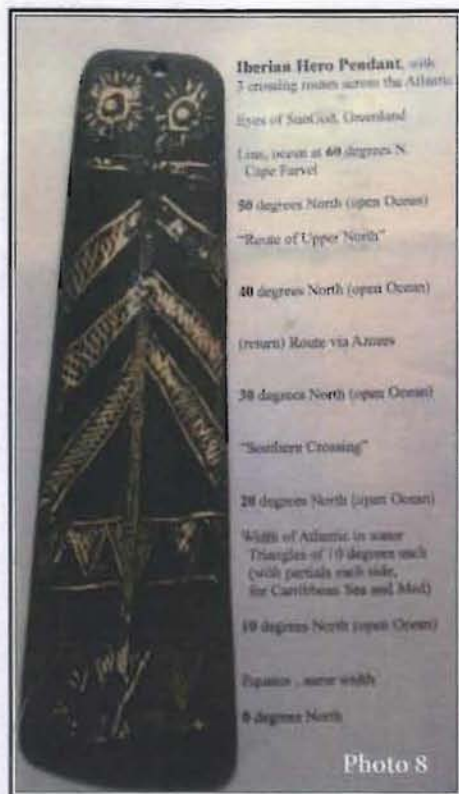 Iberian Hero Pendant, with
3 crossing routes across the Atlantic
Eyes of SunGod, Greenland
Line, ocean at 60 degrees N.
Cape Farvel
50 degrees North (open Ocean)
"Route of Upper North"
40 degrees North (open Ocean)
(return) Route via Azores
30 degrees North (open Ocean)
"Southern Crossing"
20 degrees North (open Ocean)
Width of Atlantic in water
Triangles of 10 degrees each
(with partials each side,
for Carribbean Sea and Med)
10 degrees North (open Ocean)
Equator , same width
0 degrees North
Photo 8